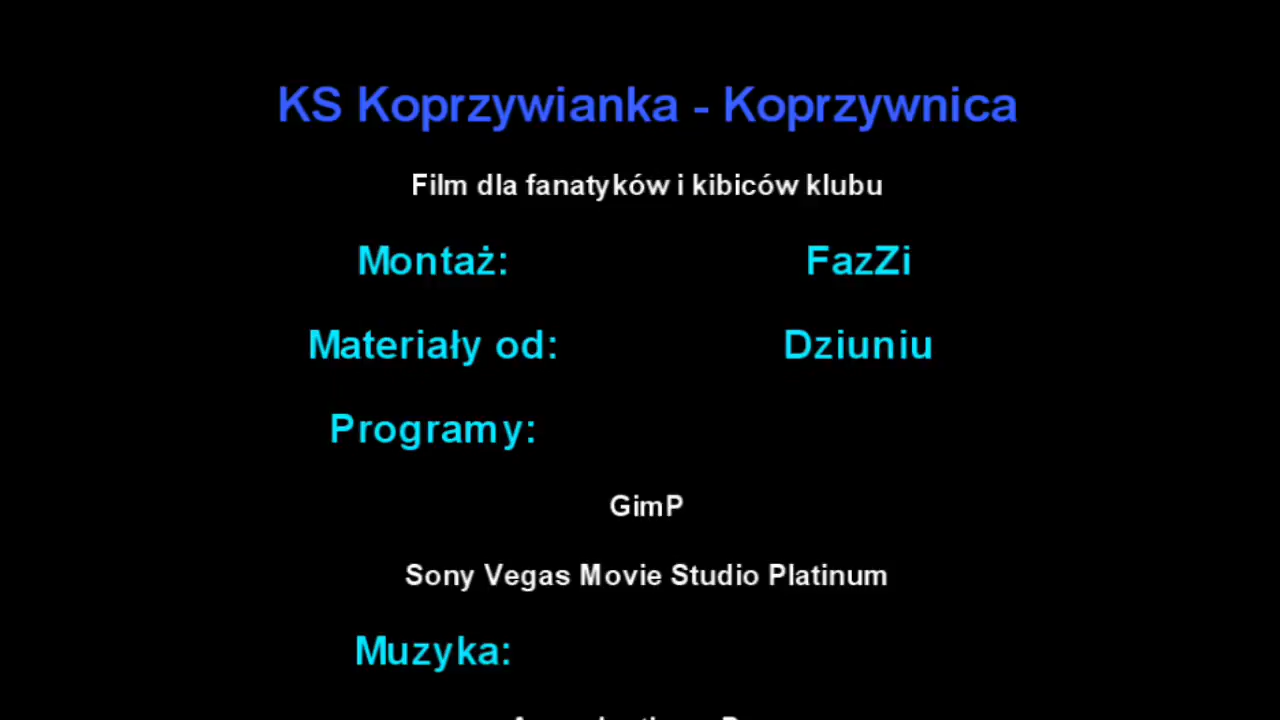 KS Koprzywianka - Koprzywnica
Film dla fanatyków i kibiców klubu
Montaż: FazZi
Materiały od: Dziuniu
Programy:
GimP
Sony Vegas Movie Studio Platinum
Muzyka: